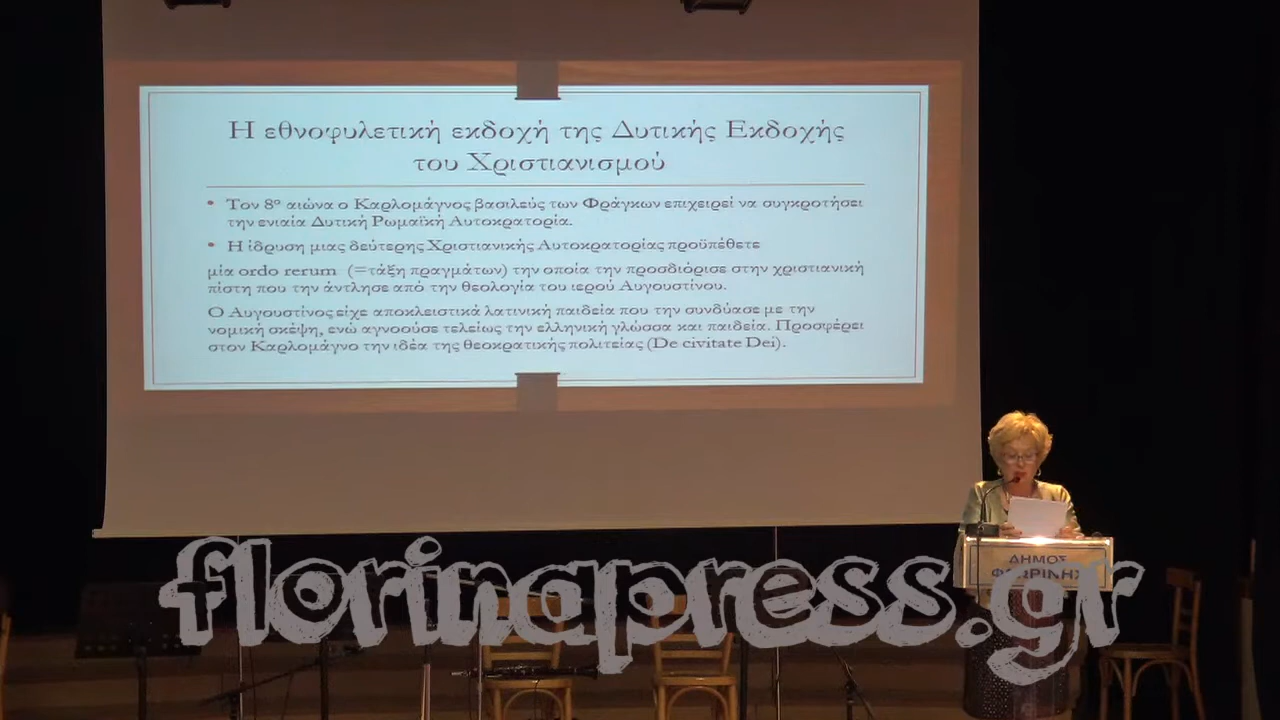 Η εθνοφυλετική εκδοχή της Δυτικής Εκδοχής
του Χριστιανισμού
• Τον 8ο αιώνα ο Καρλομάγνος βασιλεύς των Φράγκων επιχειρεί να συγκροτήσει
την ενιαία Δυτική Ρωμαϊκή Αυτοκρατορία.
• Η ίδρυση μιας δεύτερης Χριστιανικής Αυτοκρατορίας προϋπέθετε
μία ordo rerum (=τάξη πραγμάτων) την οποία την προσδιόρισε στην χριστιανική
πίστη που την άντλησε από την θεολογία του ιερού Αυγουστίνου.
Ο Αυγουστίνος είχε αποκλειστικά λατινική παιδεία που την συνδύασε με την
νομική σκέψη, ενώ αγνοούσε τελείως την ελληνική γλώσσα και παιδεία. Προσφέρει
στον Καρλομάγνο την ιδέα της θεοκρατικής πολιτείας (De civitate Dei).
ΔΗΜΟΣ
ΦΛΩΡΙΝΗΣ
florinapress.gr